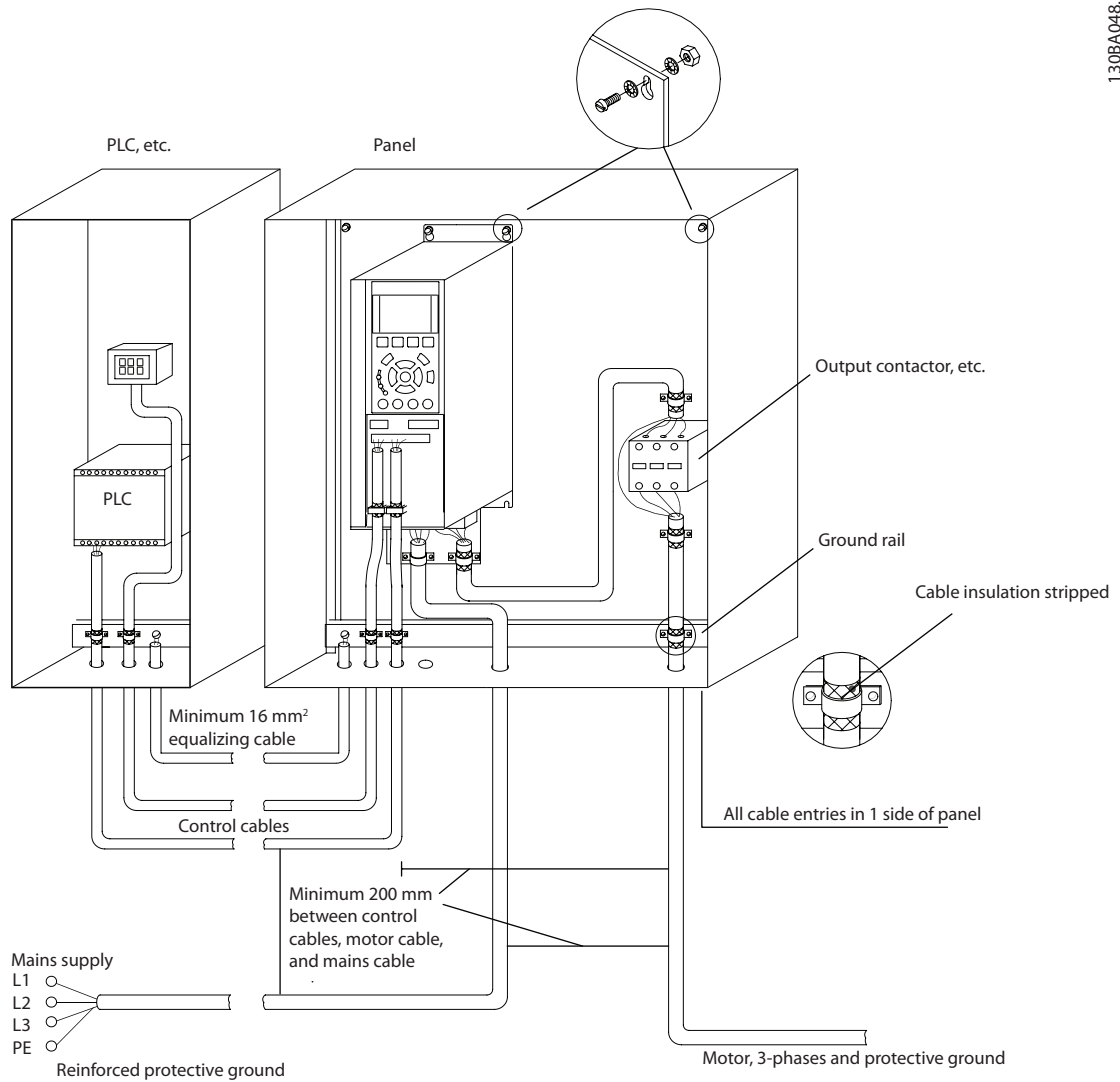 130BA048.
PLC, etc.
Panel
Output contactor, etc.
PLC
Ground rail
Cable insulation stripped
Minimum 16 mm²
equalizing cable
All cable entries in 1 side of panel
Control cables
Minimum 200 mm
between control
cables, motor cable,
and mains cable
Mains supply
L1
L2
L3
PE
Reinforced protective ground
Motor, 3-phases and protective ground